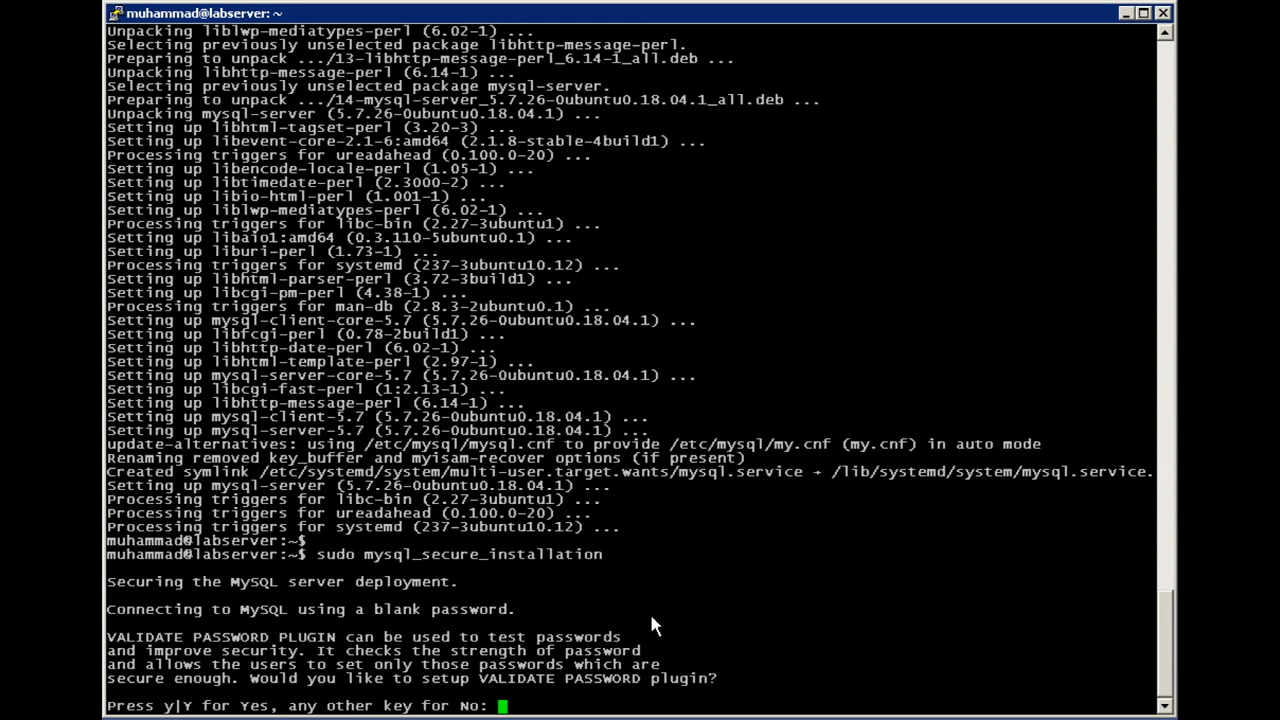 muhammad@labserver: ~
Unpacking liblwp-mediatypes-perl (6.02-1) ...
Selecting previously unselected package libhttp-message-perl.
Preparing to unpack .../13-libhttp-message-perl_6.14-1_all.deb ...
Unpacking libhttp-message-perl (6.14-1) ...
Selecting previously unselected package mysql-server.
Preparing to unpack .../14-mysql-server_5.7.26-0ubuntu0.18.04.1_all.deb ...
Unpacking mysql-server (5.7.26-0ubuntu0.18.04.1) ...
Setting up libhtml-tagset-perl (3.20-3) ...
Setting up libevent-core-2.1-6:amd64 (2.1.8-stable-4build1) ...
Processing triggers for ureadahead (0.100.0-20) ...
Setting up libencode-locale-perl (1.05-1) ...
Setting up libtimedate-perl (2.3000-2) ...
Setting up libio-html-perl (1.001-1) ...
Setting up liblwp-mediatypes-perl (6.02-1) ...
Processing triggers for libc-bin (2.27-3ubuntu1) ...
Setting up libaio1:amd64 (0.3.110-5ubuntu0.1) ...
Setting up liburi-perl (1.73-1) ...
Processing triggers for systemd (237-3ubuntu10.12) ...
Setting up libhtml-parser-perl (3.72-3build1) ...
Setting up libcgi-pm-perl (4.38-1) ...
Processing triggers for man-db (2.8.3-2ubuntu0.1) ...
Setting up mysql-client-core-5.7 (5.7.26-0ubuntu0.18.04.1) ...
Setting up libfcgi-perl (0.78-2build1) ...
Setting up libhttp-date-perl (6.02-1) ...
Setting up libhtml-template-perl (2.97-1) ...
Setting up mysql-server-core-5.7 (5.7.26-0ubuntu0.18.04.1) ...
Setting up libcgi-fast-perl (1:2.13-1) ...
Setting up libhttp-message-perl (6.14-1) ...
Setting up mysql-client-5.7 (5.7.26-0ubuntu0.18.04.1) ...
Setting up mysql-server-5.7 (5.7.26-0ubuntu0.18.04.1) ...
update-alternatives: using /etc/mysql/mysql.cnf to provide /etc/mysql/my.cnf (my.cnf) in auto mode
Renaming removed key_buffer and myisam-recover options (if present)
Created symlink /etc/systemd/system/multi-user.target.wants/mysql.service → /lib/systemd/system/mysql.service.
Setting up mysql-server (5.7.26-0ubuntu0.18.04.1) ...
Processing triggers for libc-bin (2.27-3ubuntu1) ...
Processing triggers for ureadahead (0.100.0-20) ...
Processing triggers for systemd (237-3ubuntu10.12) ...
muhammad@labserver:~$
muhammad@labserver:~$ sudo mysql_secure_installation
Securing the MySQL server deployment.
Connecting to MySQL using a blank password.
VALIDATE PASSWORD PLUGIN can be used to test passwords
and improve security. It checks the strength of password
and allows the users to set only those passwords which are
secure enough. Would you like to setup VALIDATE PASSWORD plugin?
Press y|Y for Yes, any other key for No: